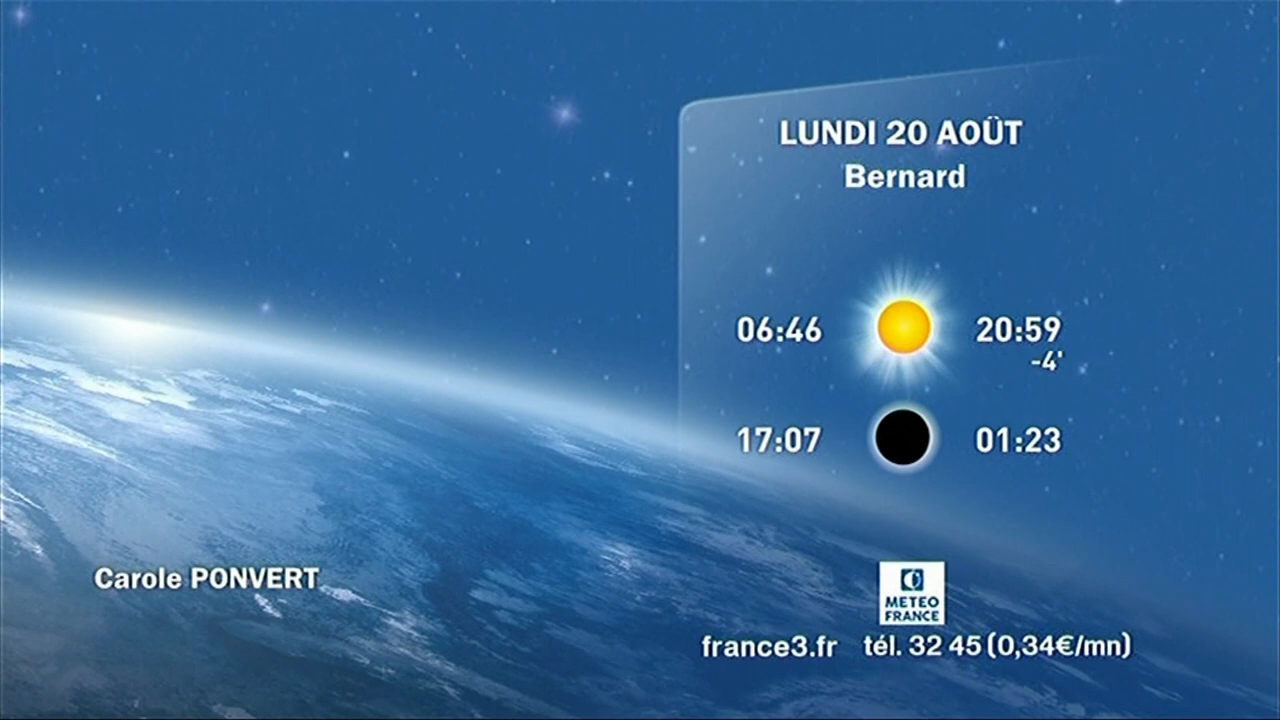 LUNDI 20 AOÛT
Bernard
06:46 20:59
-4'
17:07 01:23
Carole PONVERT
METEO
FRANCE
france3.fr tél. 32 45 (0,34€/mn)